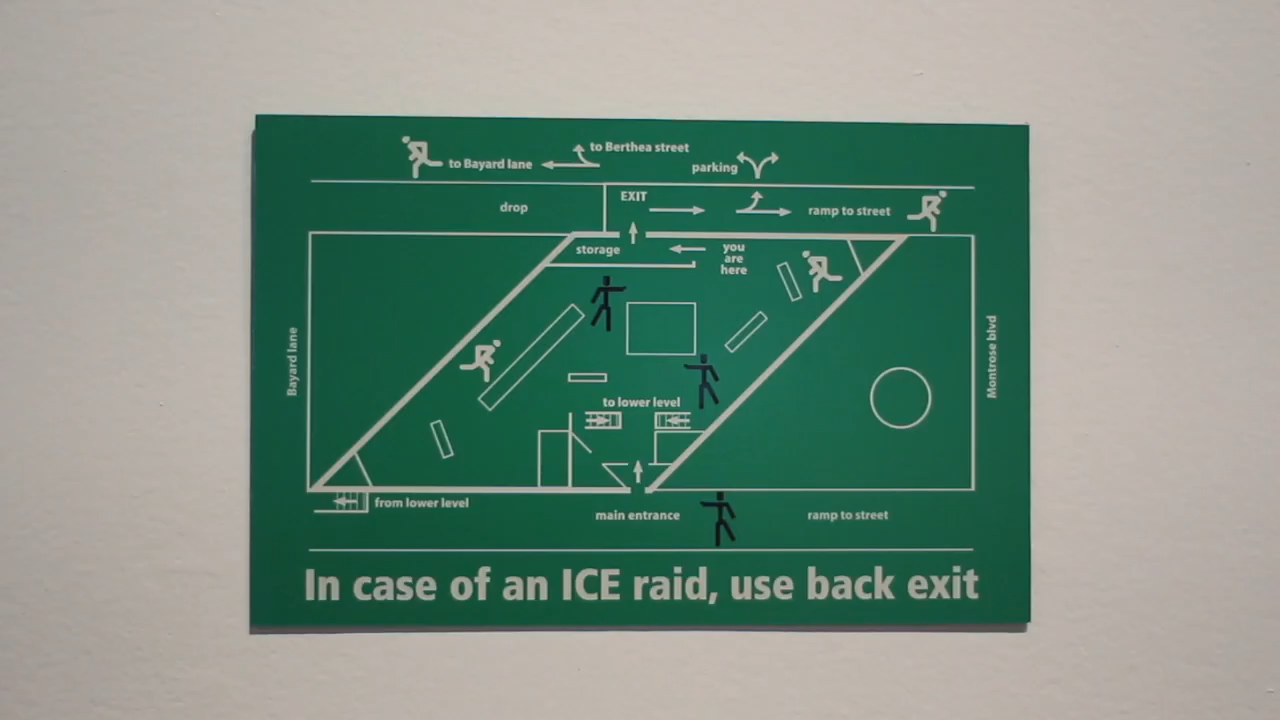 to Berthea street
to Bayard lane
parking
EXIT
drop
ramp to street
storage
you
are
here
Bayard lane
Montrose blvd
to lower level
from lower level
main entrance
ramp to street
In case of an ICE raid, use back exit